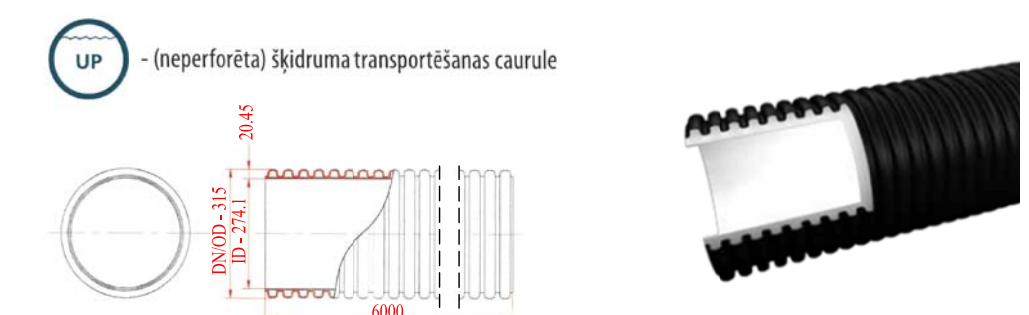 UP
- (neperforēta) šķidruma transportēšanas caurule
20.45
DN/OD - 315
ID - 274.1
6000